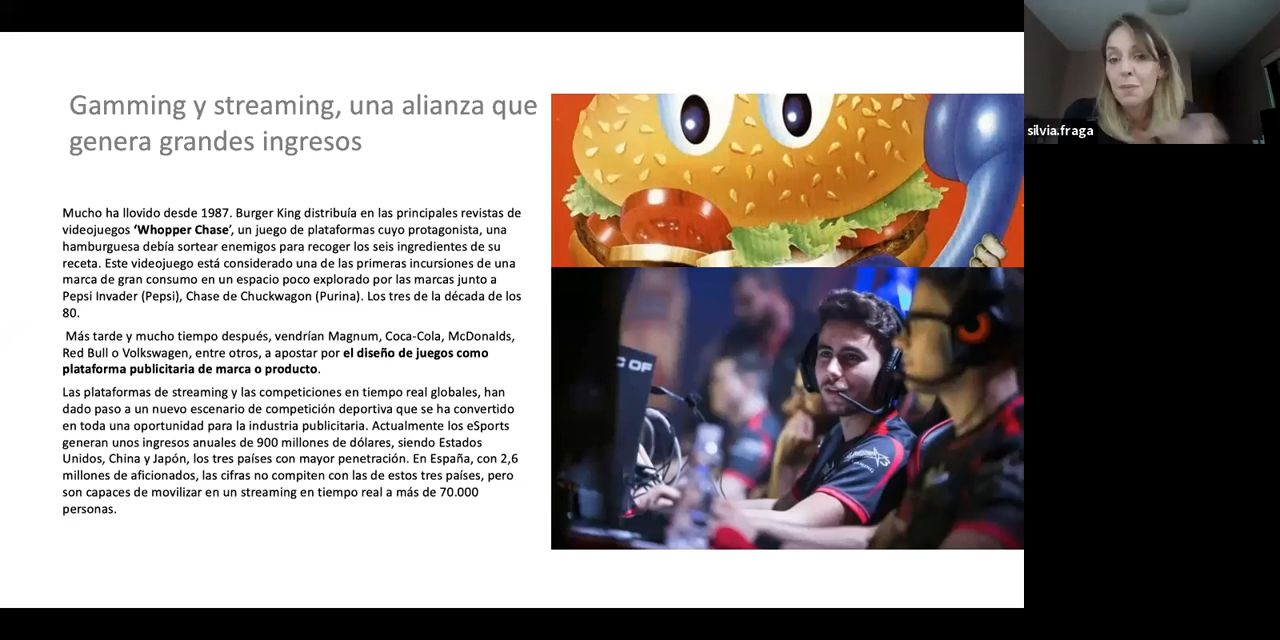 Gamming y streaming, una alianza que
genera grandes ingresos
Mucho ha llovido desde 1987. Burger King distribuía en las principales revistas de
videojuegos ‘Whopper Chase’, un juego de plataformas cuyo protagonista, una
hamburguesa debía sortear enemigos para recoger los seis ingredientes de su
receta. Este videojuego está considerado una de las primeras incursiones de una
marca de gran consumo en un espacio poco explorado por las marcas junto a
Pepsi Invader (Pepsi), Chase de Chuckwagon (Purina). Los tres de la década de los
80.
Más tarde y mucho tiempo después, vendrían Magnum, Coca-Cola, McDonalds,
Red Bull o Volkswagen, entre otros, a apostar por el diseño de juegos como
plataforma publicitaria de marca o producto.
Las plataformas de streaming y las competiciones en tiempo real globales, han
dado paso a un nuevo escenario de competición deportiva que se ha convertido
en toda una oportunidad para la industria publicitaria. Actualmente los eSports
generan unos ingresos anuales de 900 millones de dólares, siendo Estados
Unidos, China y Japón, los tres países con mayor penetración. En España, con 2,6
millones de aficionados, las cifras no compiten con las de estos tres países, pero
son capaces de movilizar en un streaming en tiempo real a más de 70.000
personas.
C OF
silvia.fraga